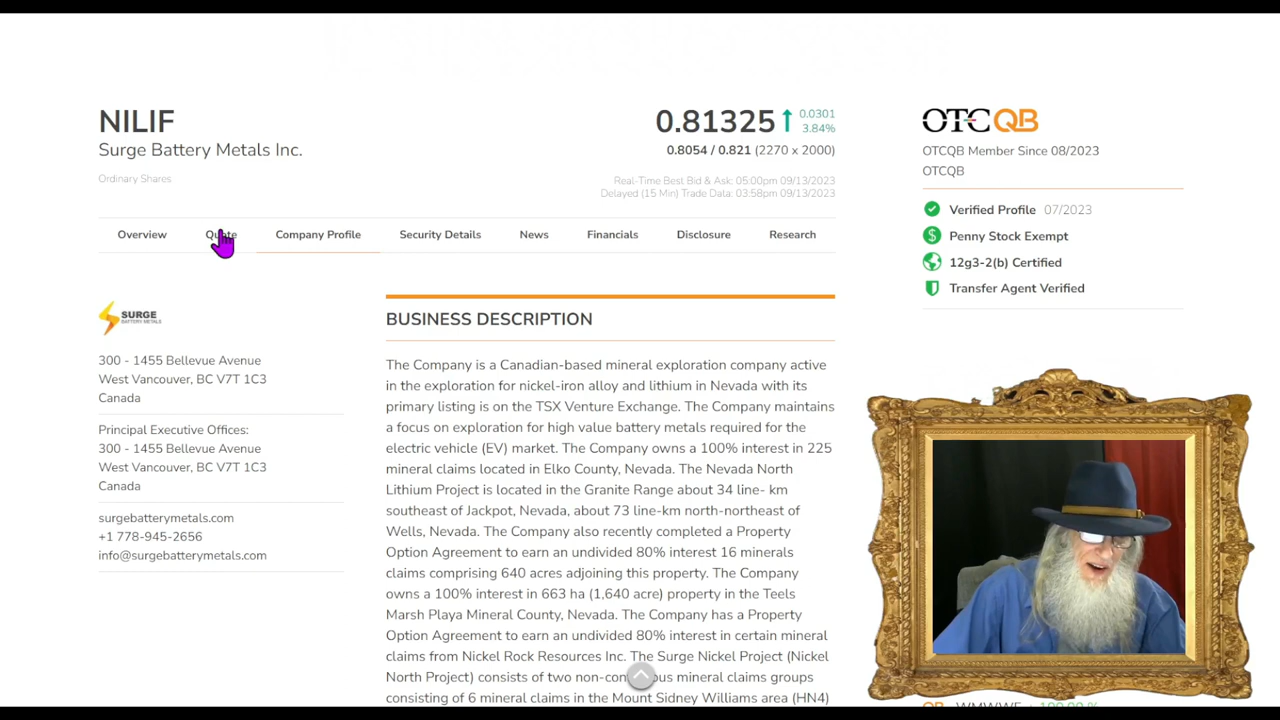 NILIF
Surge Battery Metals Inc.
Ordinary Shares
0.81325
0.0301
3.84%
0.8054 / 0.821 (2270 x 2000)
Real-Time Best Bid & Ask: 05:00pm 09/13/2023
Delayed (15 Min) Trade Data: 03:58pm 09/13/2023
OTCQB
OTCQB Member Since 08/2023
OTCQB
Verified Profile 07/2023
Penny Stock Exempt
12g3-2(b) Certified
Transfer Agent Verified
Overview
Quote
Company Profile
Security Details
News
Financials
Disclosure
Research
SURGE
BATTERY METALS
300 - 1455 Bellevue Avenue
West Vancouver, BC V7T 1C3
Canada
Principal Executive Offices:
300 - 1455 Bellevue Avenue
West Vancouver, BC V7T 1C3
Canada
surgebatterymetals.com
+1 778-945-2656
info@surgebatterymetals.com
BUSINESS DESCRIPTION
The Company is a Canadian-based mineral exploration company active
in the exploration for nickel-iron alloy and lithium in Nevada with its
primary listing is on the TSX Venture Exchange. The Company maintains
a focus on exploration for high value battery metals required for the
electric vehicle (EV) market. The Company owns a 100% interest in 225
mineral claims located in Elko County, Nevada. The Nevada North
Lithium Project is located in the Granite Range about 34 line- km
southeast of Jackpot, Nevada, about 73 line-km north-northeast of
Wells, Nevada. The Company also recently completed a Property
Option Agreement to earn an undivided 80% interest 16 minerals
claims comprising 640 acres adjoining this property. The Company
owns a 100% interest in 663 ha (1,640 acre) property in the Teels
Marsh Playa Mineral County, Nevada. The Company has a Property
Option Agreement to earn an undivided 80% interest in certain mineral
claims from Nickel Rock Resources Inc. The Surge Nickel Project (Nickel
North Project) consists of two mineral claims groups
consisting of 6 mineral claims in the Mount Sidney Williams area (HN4)